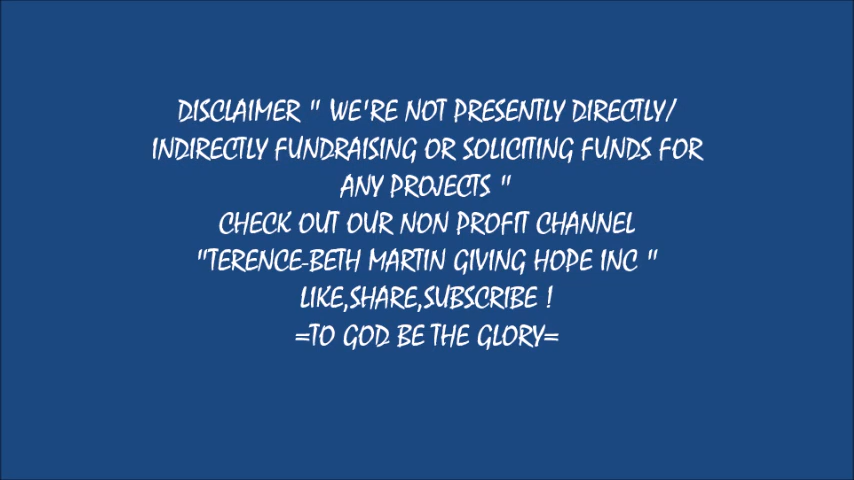 DISCLAIMER " WE'RE NOT PRESENTLY DIRECTLY/
INDIRECTLY FUNDRAISING OR SOLICITING FUNDS FOR
ANY PROJECTS "
CHECK OUT OUR NON PROFIT CHANNEL
"TERENCE-BETH MARTIN GIVING HOPE INC "
LIKE,SHARE,SUBSCRIBE !
=TO GOD BE THE GLORY=